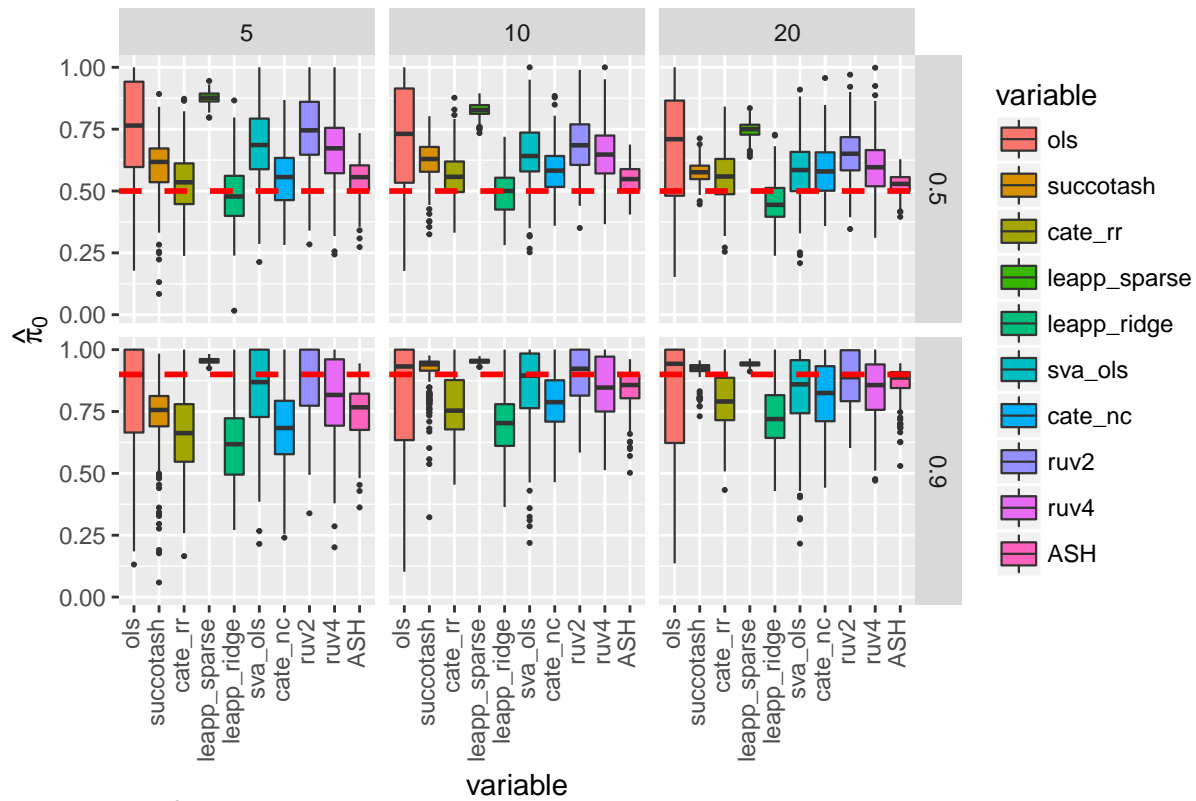 5
10
20
1.00
0.75
0.50
0.25
0.00
0.5
1.00
0.75
0.50
0.25
0.00
0.9
π̂₀
ols
succotash
cate_rr
leapp_sparse
leapp_ridge
sva_ols
cate_nc
ruv2
ruv4
ASH
ols
succotash
cate_rr
leapp_sparse
leapp_ridge
sva_ols
cate_nc
ruv2
ruv4
ASH
ols
succotash
cate_rr
leapp_sparse
leapp_ridge
sva_ols
cate_nc
ruv2
ruv4
ASH
variable
variable
ols
succotash
cate_rr
leapp_sparse
leapp_ridge
sva_ols
cate_nc
ruv2
ruv4
ASH